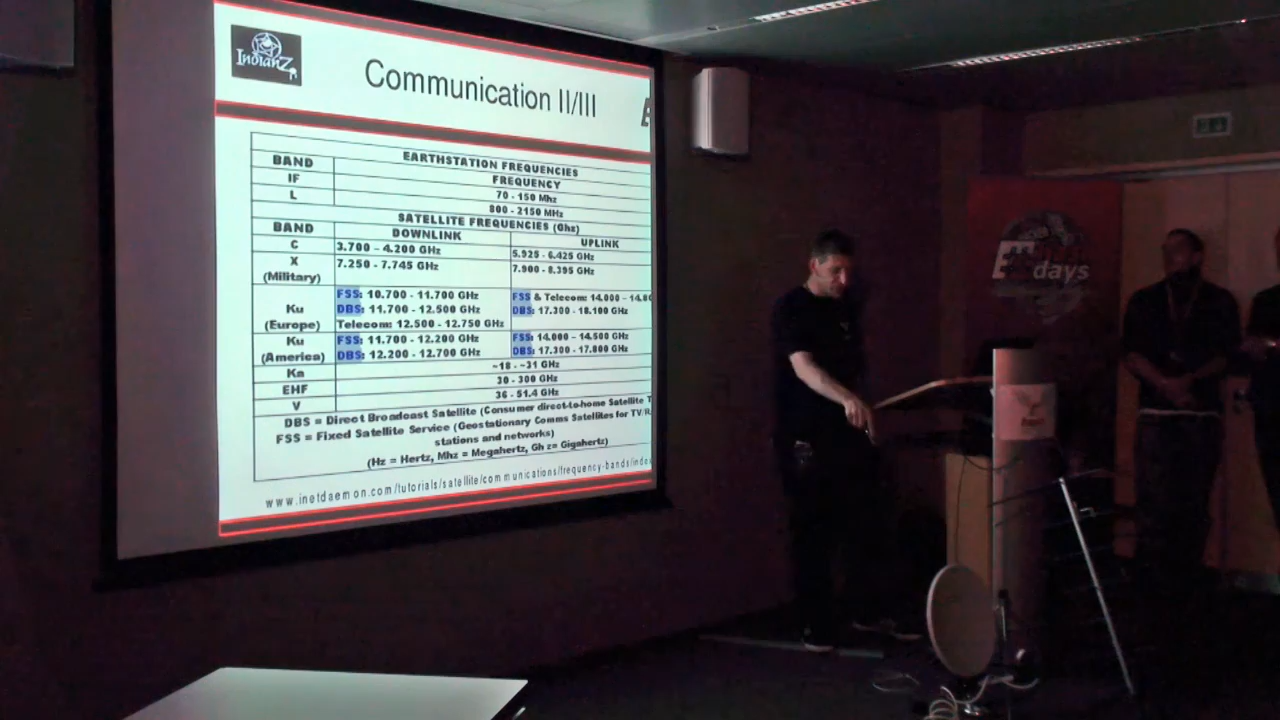 IndianZ
Communication II/III
BAND EARTHSTATION FREQUENCIES
IF FREQUENCY
L 70 - 150 Mhz
800 - 2150 MHz
SATELLITE FREQUENCIES (Ghz)
BAND DOWNLINK UPLINK
C 3.700 - 4.200 GHz 5.925 - 6.425 GHz
X (Military) 7.250 - 7.745 GHz 7.900 - 8.395 GHz
Ku (Europe) FSS: 10.700 - 11.700 GHz FSS & Telecom: 14.000 -
DBS: 11.700 - 12.500 GHz DBS: 17.300 - 18.100 GHz
Telecom: 12.500 - 12.750 GHz
Ku (America) FSS: 11.700 - 12.200 GHz FSS: 14.000 - 14.500 GHz
DBS: 12.200 - 12.700 GHz DBS: 17.300 - 17.800 GHz
Ka ~18 - ~31 GHz
EHF 30 - 300 GHz
V 36 - 51.4 GHz
DBS = Direct Broadcast Satellite (Consumer direct-to-home Satellite
FSS = Fixed Satellite Service (Geostationary Comms Satellites for TV/
stations and networks)
(Hz = Hertz, Mhz = Megahertz, Gh z= Gigahertz)
www.inetdaemon.com/tutorials/satellite/communications/frequency-bands/
days